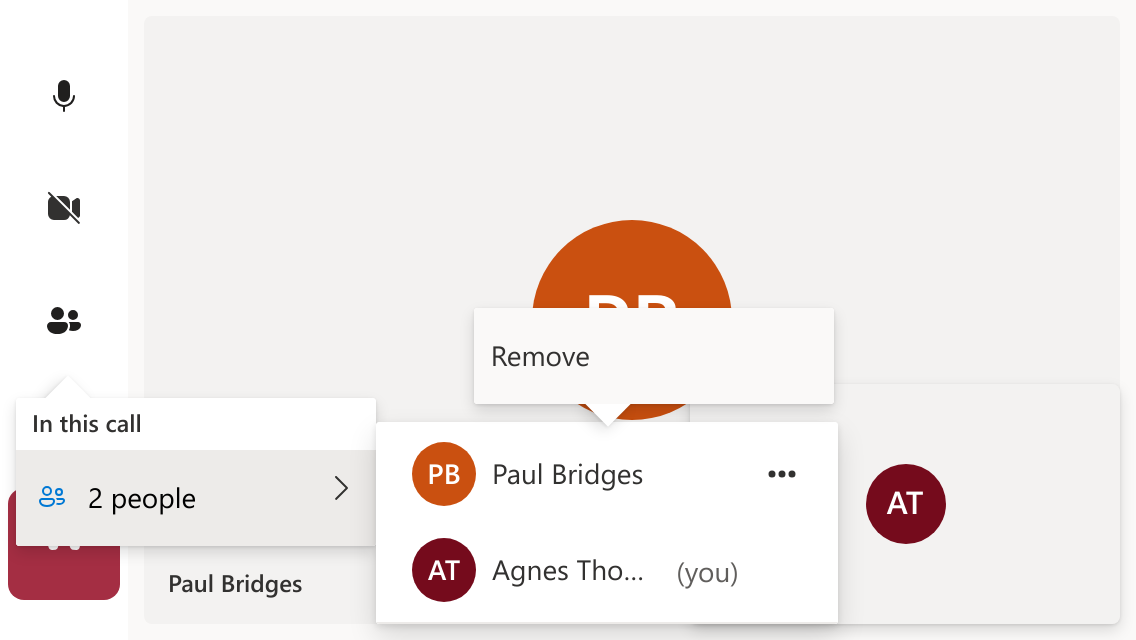 Remove
In this call
2 people
PB Paul Bridges
AT Agnes Tho... (you)
AT
Paul Bridges